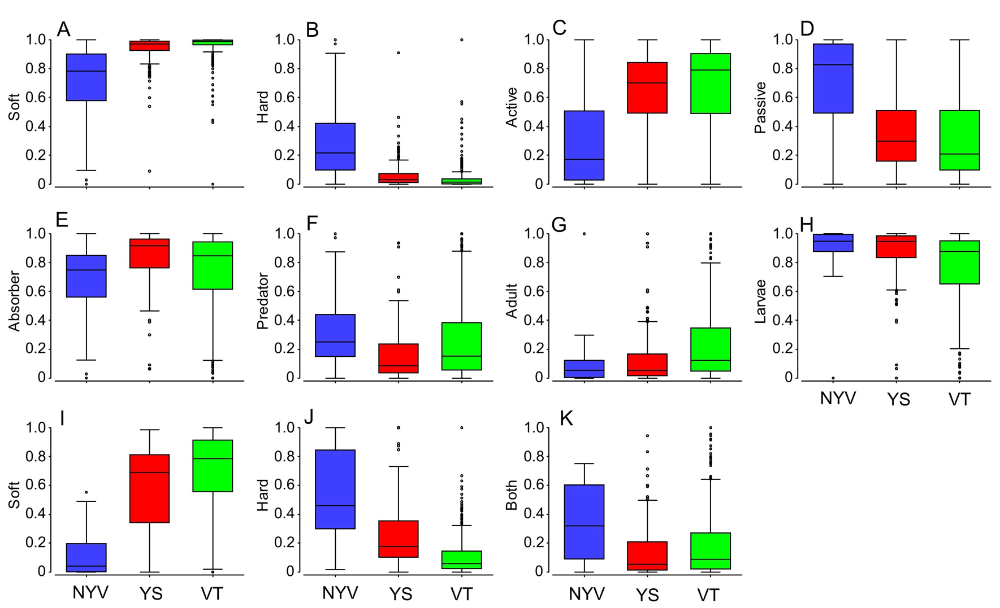 A
Soft
1.0
0.8
0.6
0.4
0.2
0
B
Hard
1.0
0.8
0.6
0.4
0.2
0
C
Active
1.0
0.8
0.6
0.4
0.2
0
D
Passive
1.0
0.8
0.6
0.4
0.2
0
E
Absorber
1.0
0.8
0.6
0.4
0.2
0
F
Predator
1.0
0.8
0.6
0.4
0.2
0
G
Adult
1.0
0.8
0.6
0.4
0.2
0
H
Larvae
1.0
0.8
0.6
0.4
0.2
0
NYV YS VT
I
Soft
1.0
0.8
0.6
0.4
0.2
0
NYV YS VT
J
Hard
1.0
0.8
0.6
0.4
0.2
0
NYV YS VT
K
Both
1.0
0.8
0.6
0.4
0.2
0
NYV YS VT